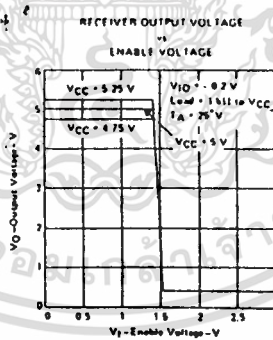 RECEIVER OUTPUT VOLTAGE
vs
ENABLE VOLTAGE
VCC = 5.25 V
VCC = 4.75 V
VID = -0.2 V
Load = 1 kΩ to VCC
TA = 25°
VCC = 5 V
VO-Output Voltage-V
6
5
4
3
2
1
0
0 0.5 1 1.5 2 2.5
VI-Enable Voltage-V